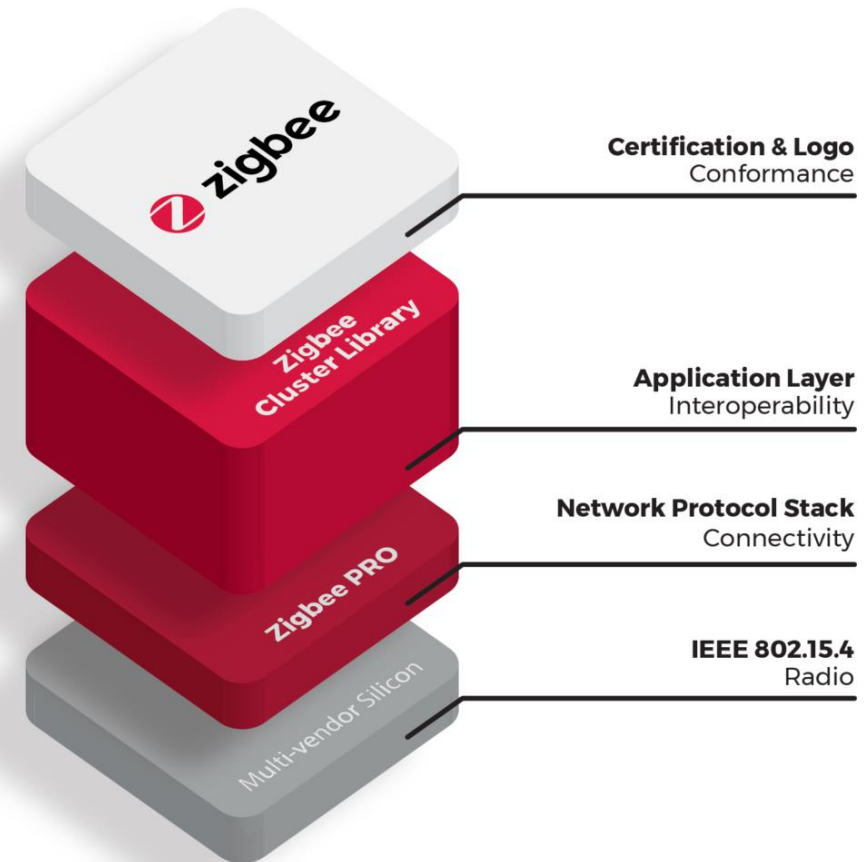 zigbee
Certification & Logo
Conformance
Zigbee
Cluster Library
Application Layer
Interoperability
Zigbee PRO
Network Protocol Stack
Connectivity
Multi-vendor Silicon
IEEE 802.15.4
Radio